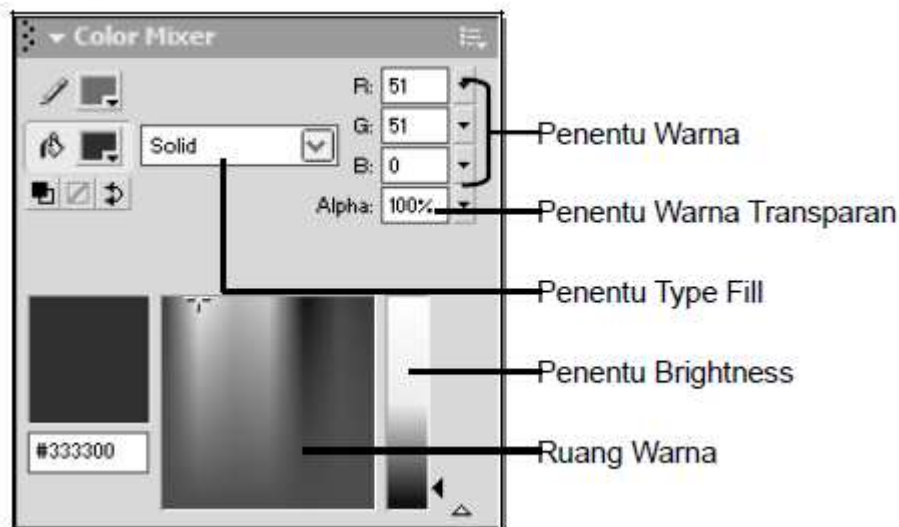 Color Mixer
R: 51
G: 51
Solid
B: 0
Alpha: 100%
Penentu Warna
Penentu Warna Transparan
Penentu Type Fill
Penentu Brightness
#333300
Ruang Warna